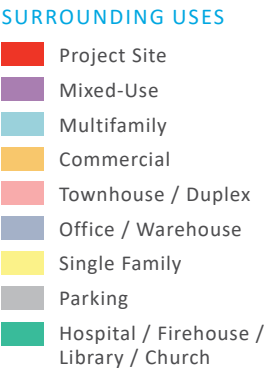 SURROUNDING USES
Project Site
Mixed-Use
Multifamily
Commercial
Townhouse / Duplex
Office / Warehouse
Single Family
Parking
Hospital / Firehouse /
Library / Church